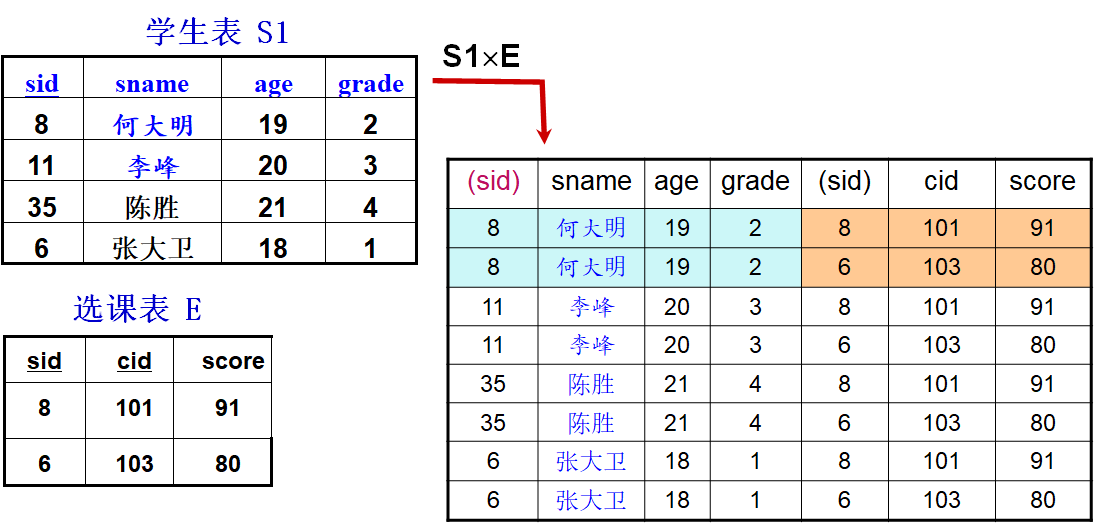 学生表 S1
sid sname age grade
8 何大明 19 2
11 李峰 20 3
35 陈胜 21 4
6 张大卫 18 1
选课表 E
sid cid score
8 101 91
6 103 80
S1×E
(sid) sname age grade (sid) cid score
8 何大明 19 2 8 101 91
8 何大明 19 2 6 103 80
11 李峰 20 3 8 101 91
11 李峰 20 3 6 103 80
35 陈胜 21 4 8 101 91
35 陈胜 21 4 6 103 80
6 张大卫 18 1 8 101 91
6 张大卫 18 1 6 103 80